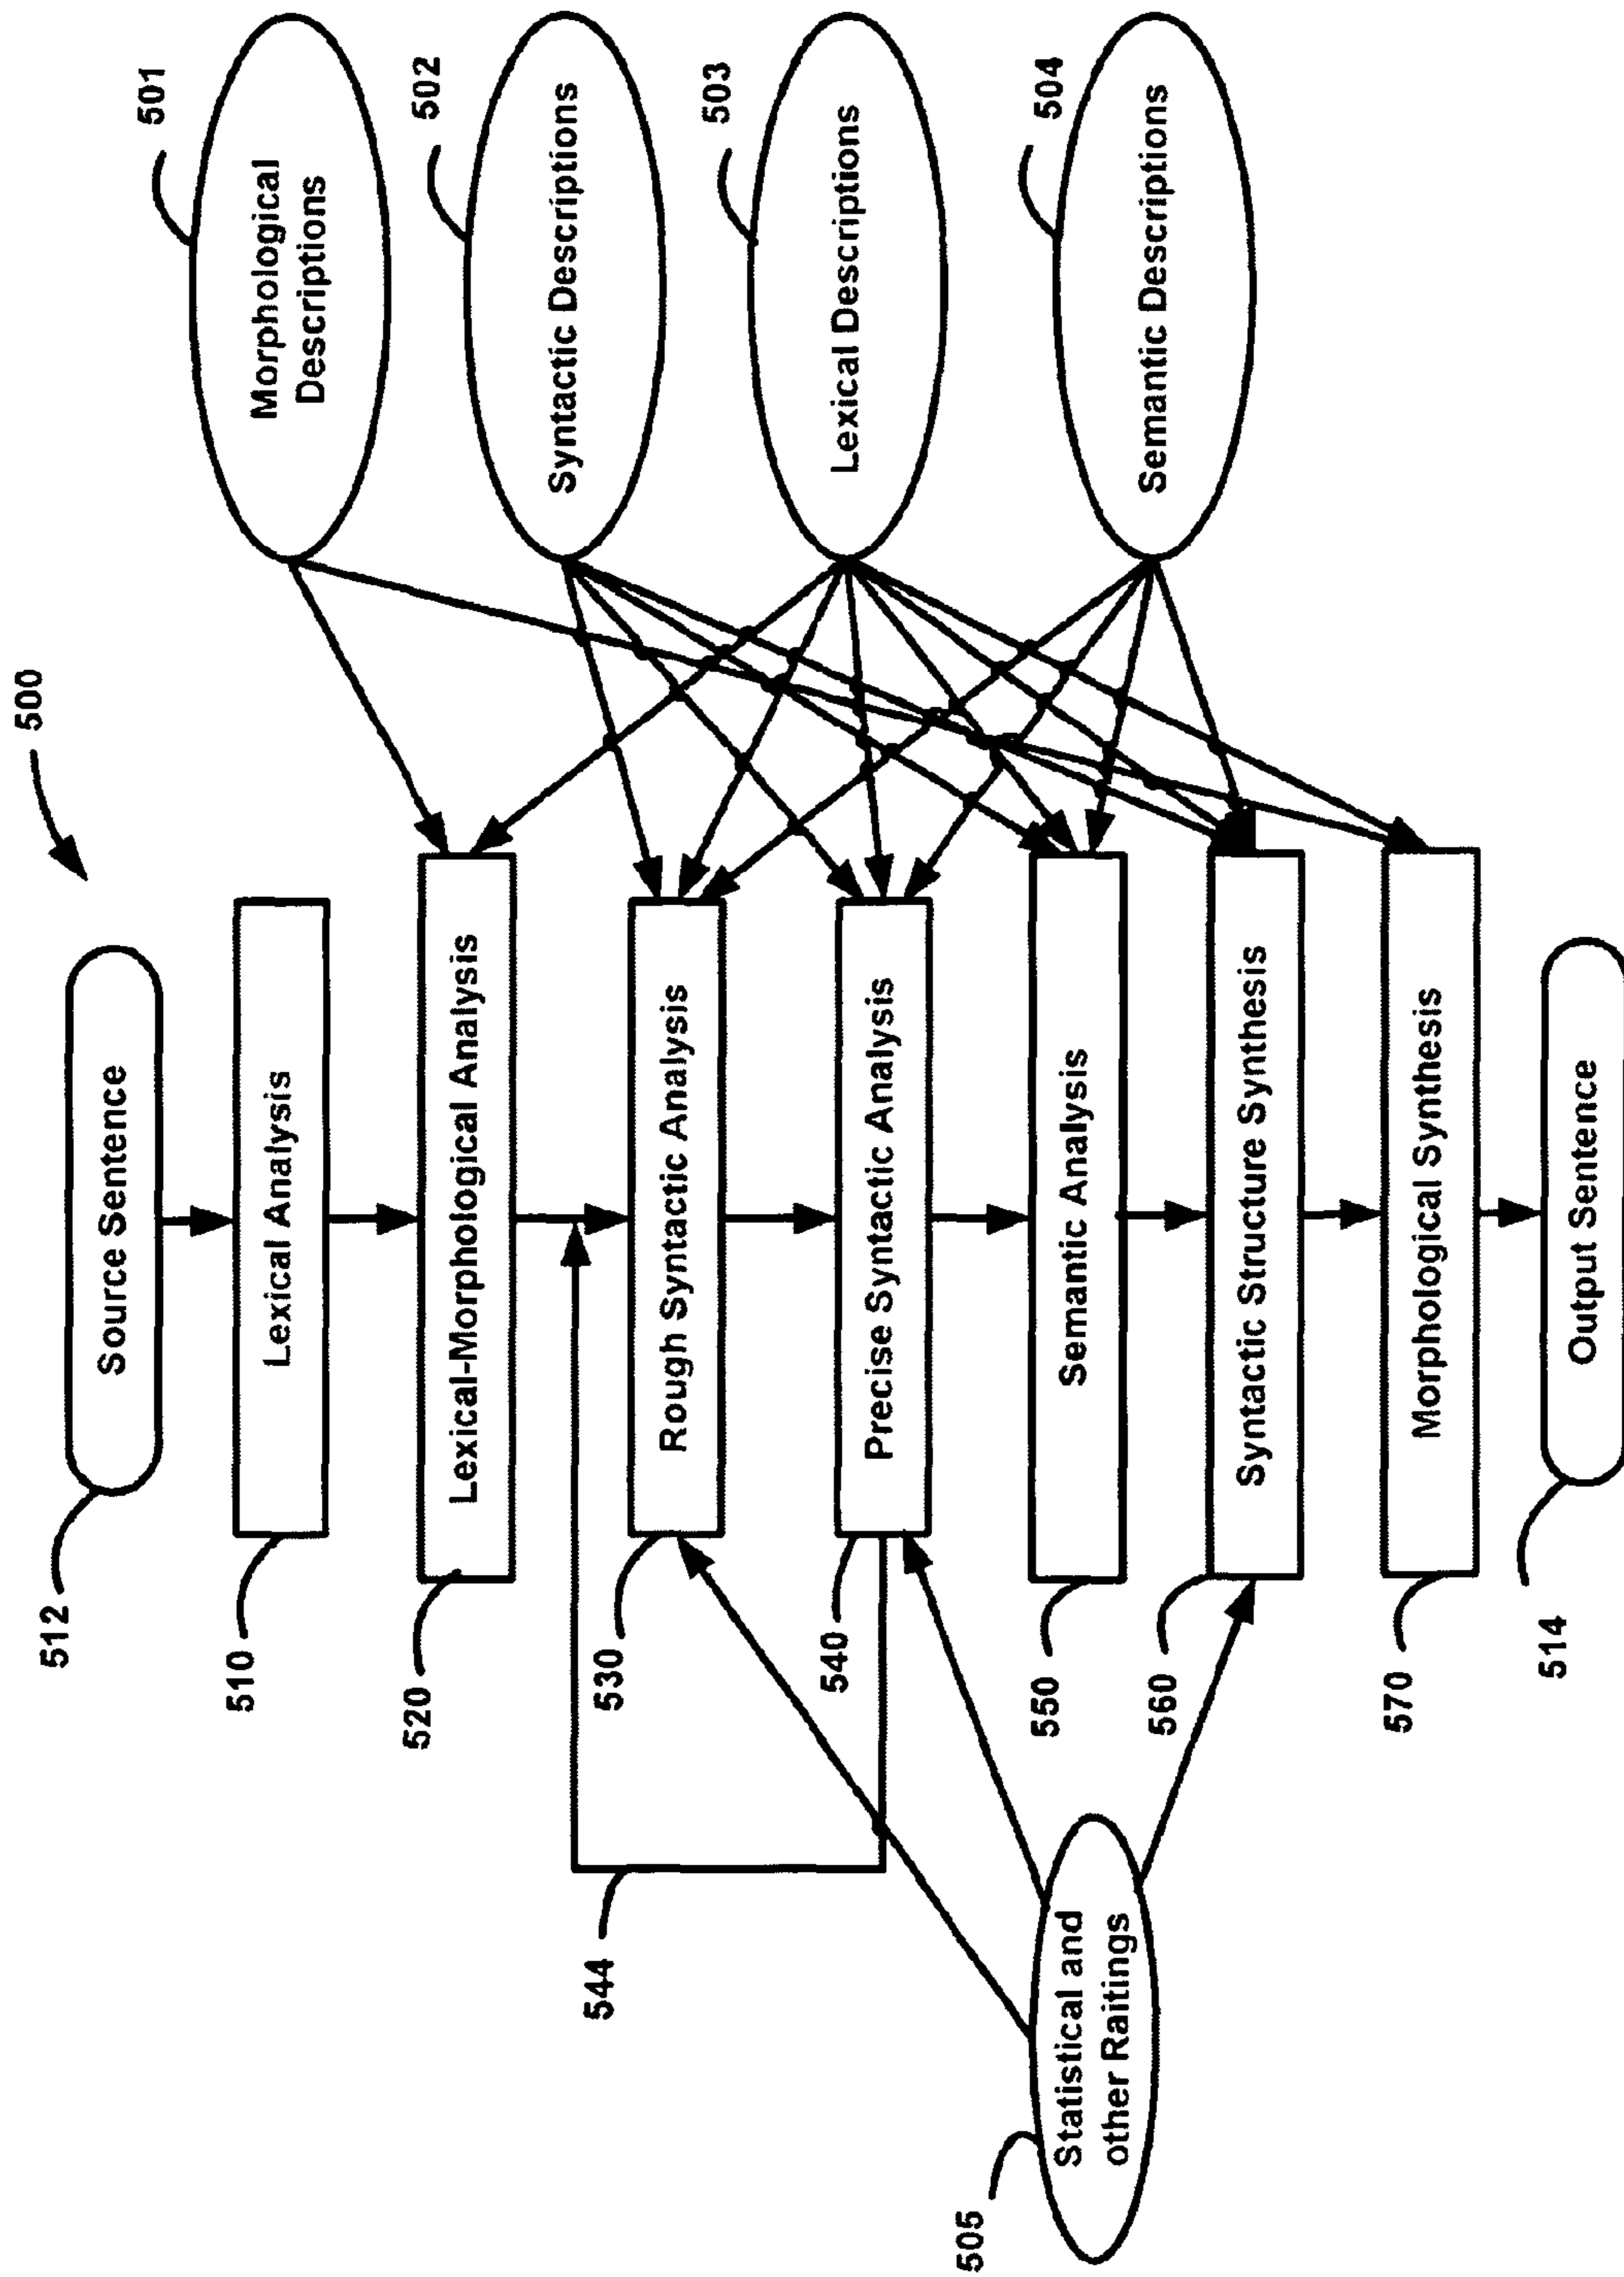 500
Source Sentence
512
Lexical Analysis
510
Lexical-Morphological Analysis
520
Rough Syntactic Analysis
530
Precise Syntactic Analysis
540
544
Semantic Analysis
550
Syntactic Structure Synthesis
560
Morphological Synthesis
570
Output Sentence
514
Morphological
Descriptions
501
Syntactic Descriptions
502
Lexical Descriptions
503
Semantic Descriptions
504
Statistical and
other Raitings
505